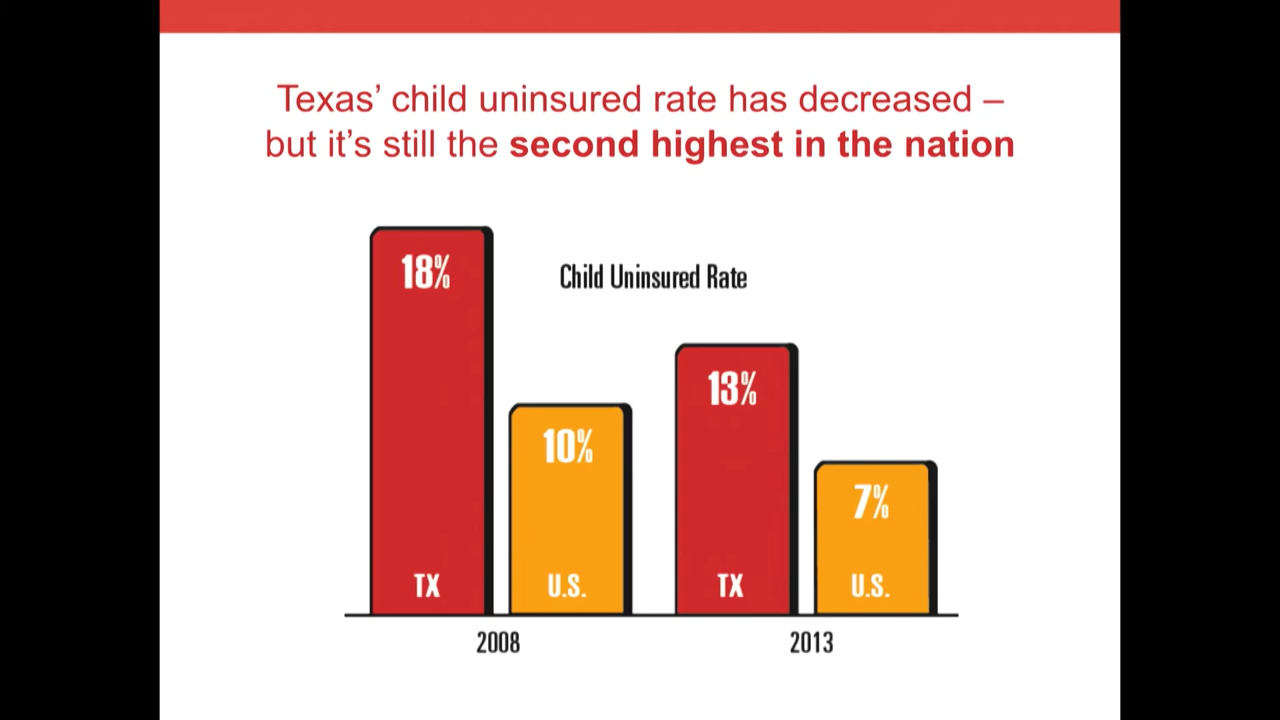 Texas’ child uninsured rate has decreased –
but it’s still the second highest in the nation
Child Uninsured Rate
18%
10%
13%
7%
TX
U.S.
TX
U.S.
2008
2013